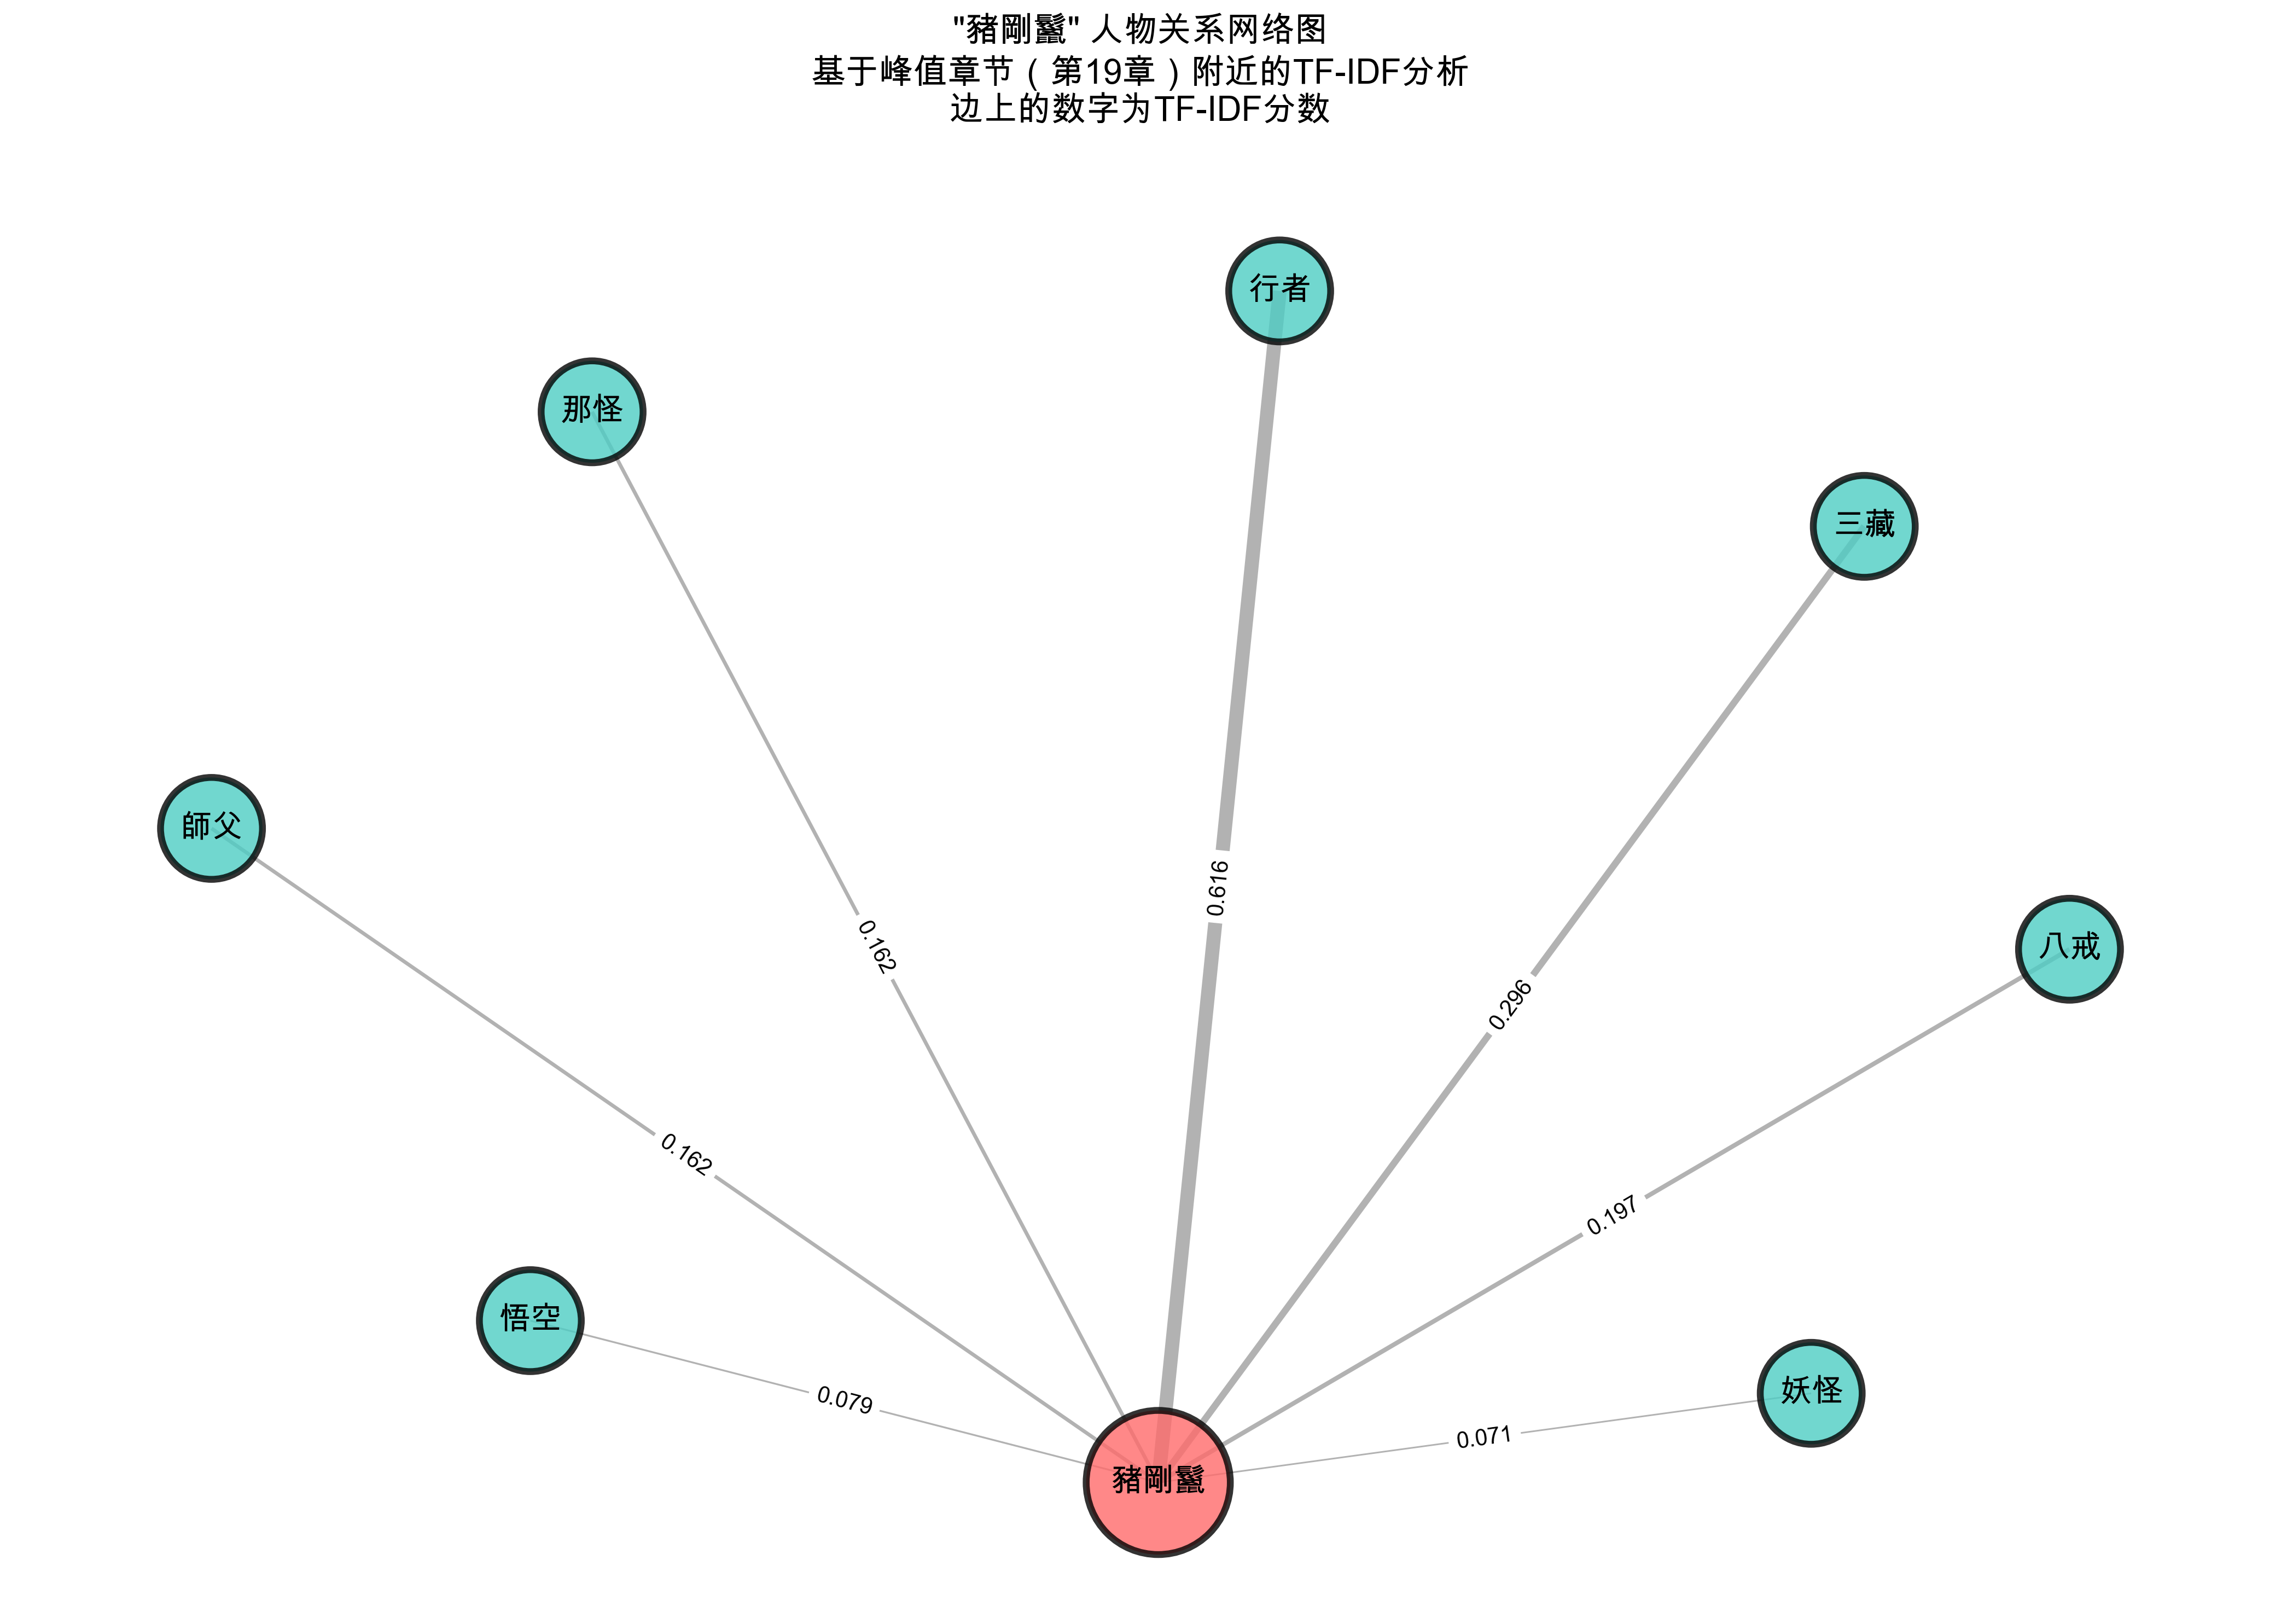 "豬剛鬣" 人物关系网络图
基于峰值章节（第19章）附近的TF-IDF分析
边上的数字为TF-IDF分数
行者
那怪
三藏
師父
0.616
八戒
0.162
0.296
0.162
0.197
悟空
0.079
妖怪
0.071
豬剛鬣